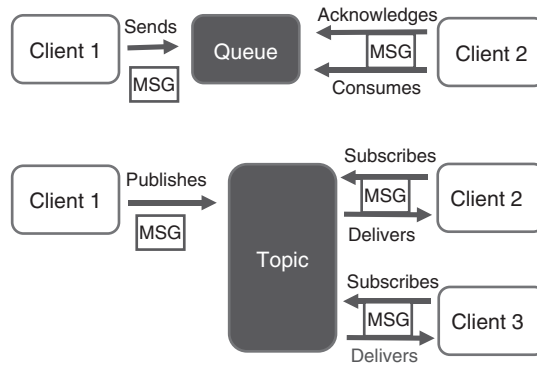 Sends
Acknowledges
Client 1
Queue
MSG
Client 2
MSG
Consumes
Subscribes
Publishes
Client 1
MSG
Client 2
MSG
Delivers
Topic
Subscribes
MSG
Client 3
Delivers